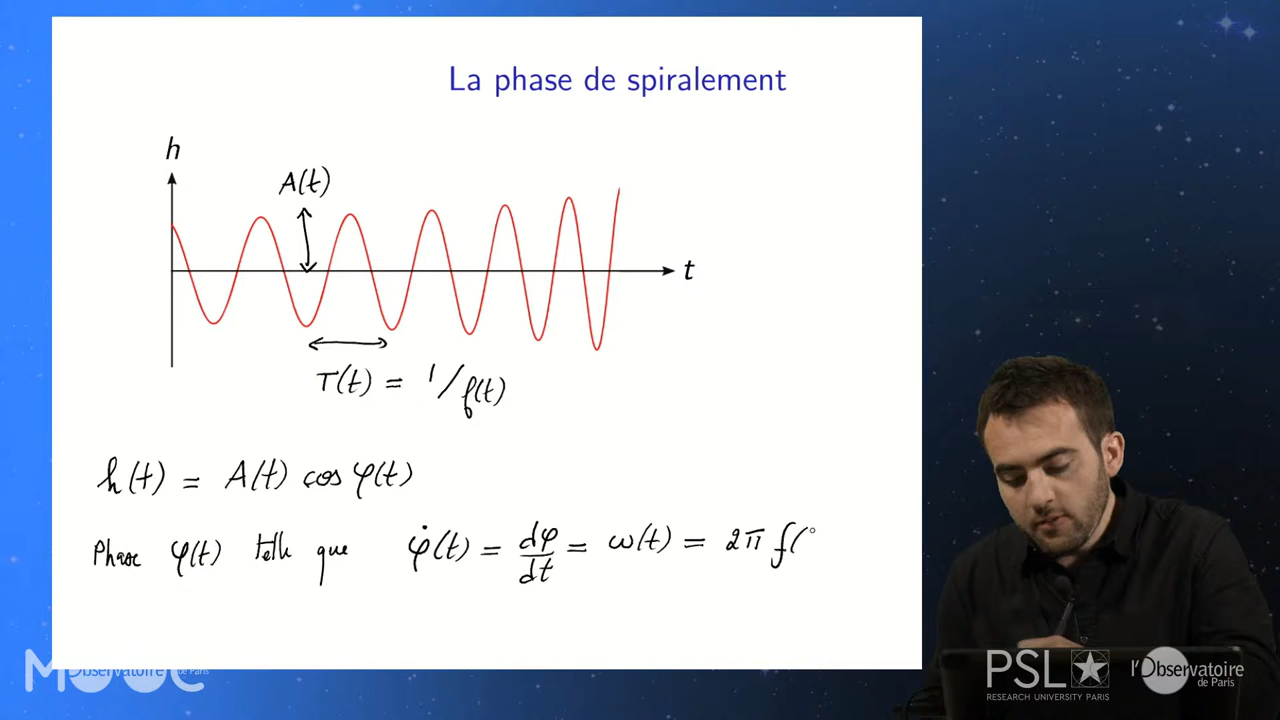 La phase de spiralement
h
A(t)
t
T(t) = 1/f(t)
h(t) = A(t) cos φ(t)
Phase φ(t) telle que φ̇(t) = dφ/dt = ω(t) = 2π f(
MOOC
l'Observatoire de Paris
PSL
RESEARCH UNIVERSITY PARIS
l'Observatoire
de Paris